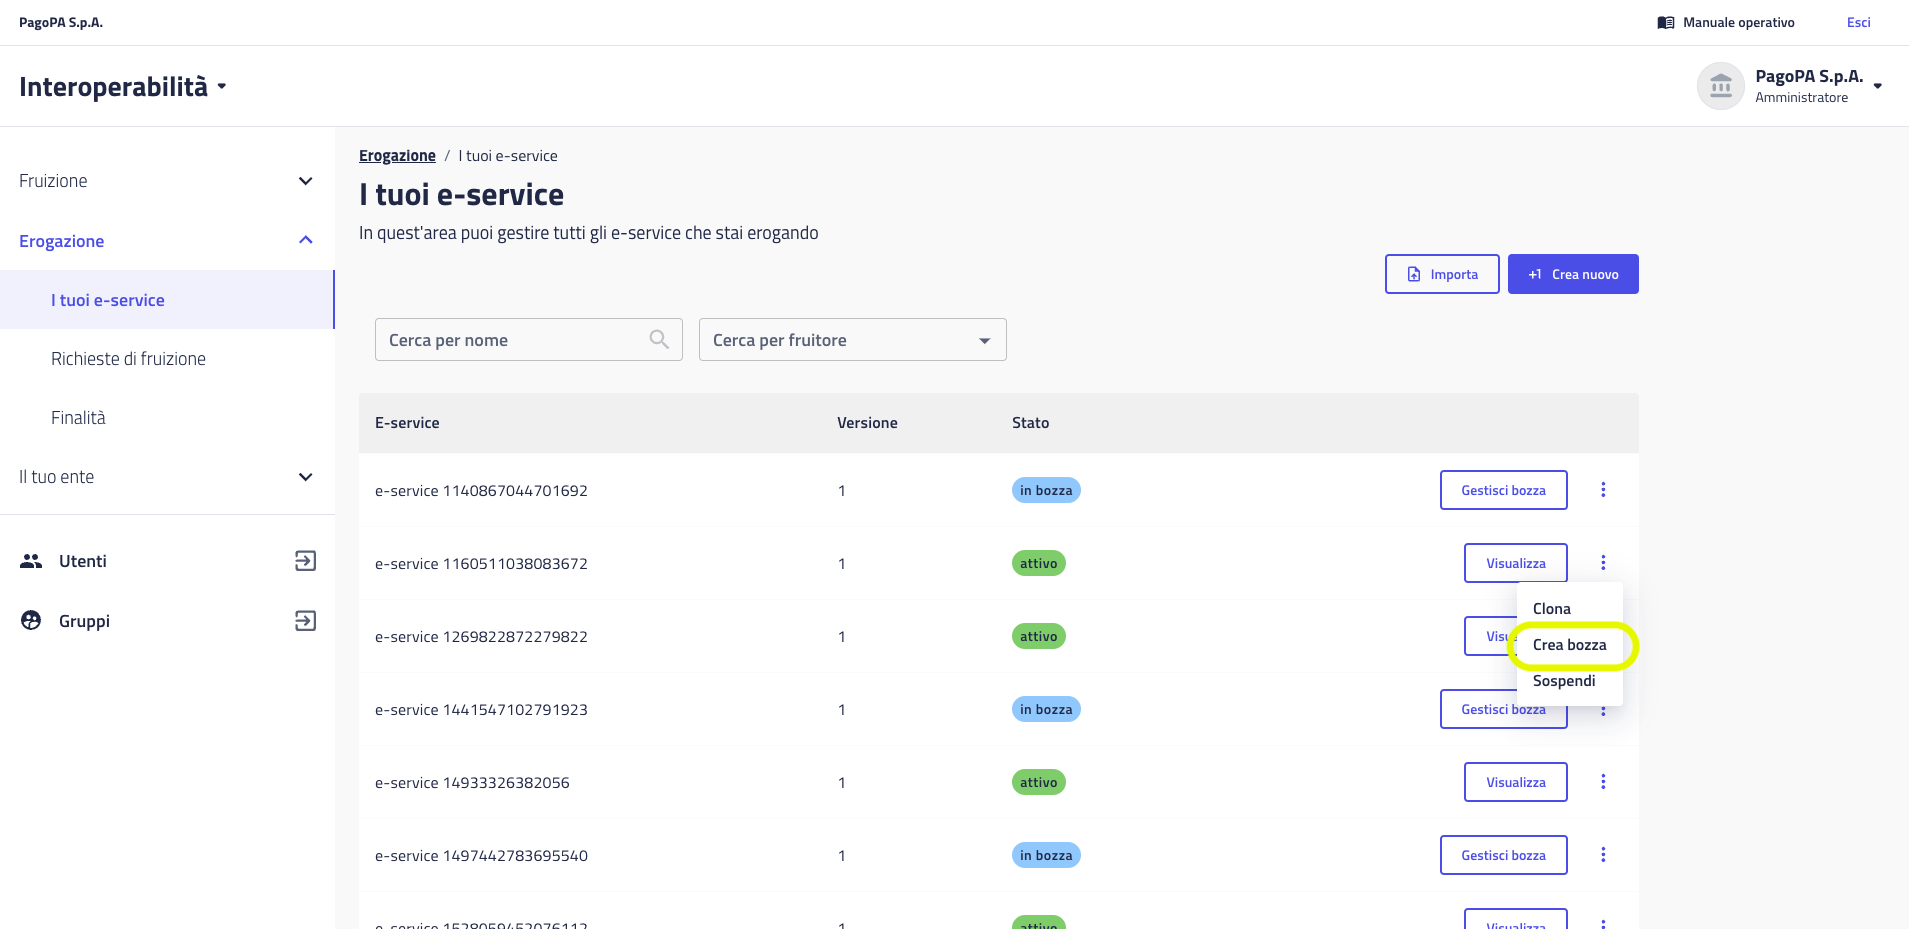 PagoPA S.p.A.
Manuale operativo
Esci
Interoperabilità
PagoPA S.p.A.
Amministratore
Fruizione
Erogazione
I tuoi e-service
Richieste di fruizione
Finalità
Il tuo ente
Utenti
Gruppi
Erogazione / I tuoi e-service
I tuoi e-service
In quest'area puoi gestire tutti gli e-service che stai erogando
Importa
+1 Crea nuovo
Cerca per nome
Cerca per fruitore
E-service Versione Stato
e-service 1140867044701692 1 in bozza Gestisci bozza
e-service 1160511038083672 1 attivo Visualizza
Clona
Crea bozza
Sospendi
e-service 1269822872279822 1 attivo
e-service 1441547102791923 1 in bozza Gestisci bozza
e-service 14933326382056 1 attivo Visualizza
e-service 1497442783695540 1 in bozza Gestisci bozza
e-service 1528059452076112 1 attivo Visualizza